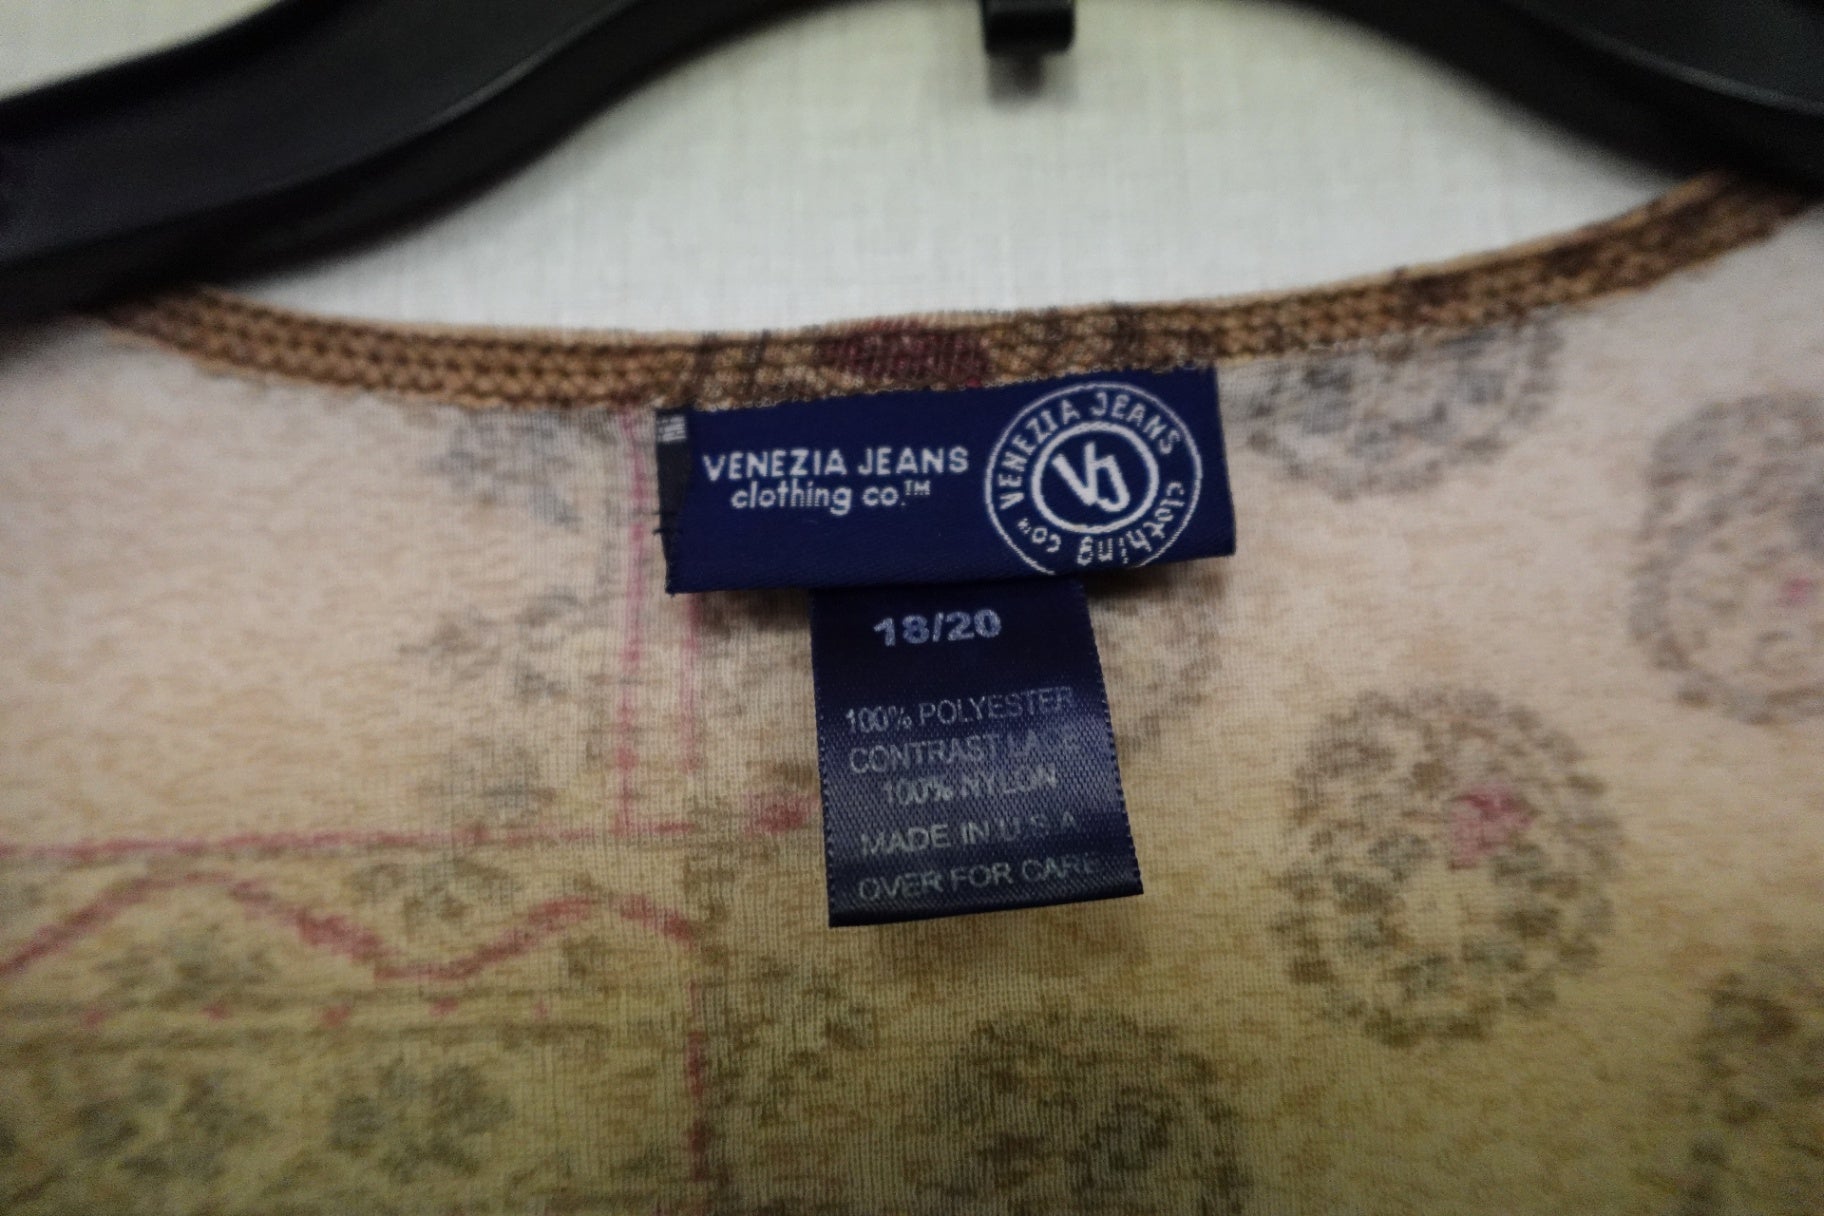 VENEZIA JEANS
clothing co.™
VENEZIA JEANS
clothing co™
VJ
18/20
100% POLYESTER
CONTRAST LACE
100% NYLON
MADE IN U.S.A
OVER FOR CARE